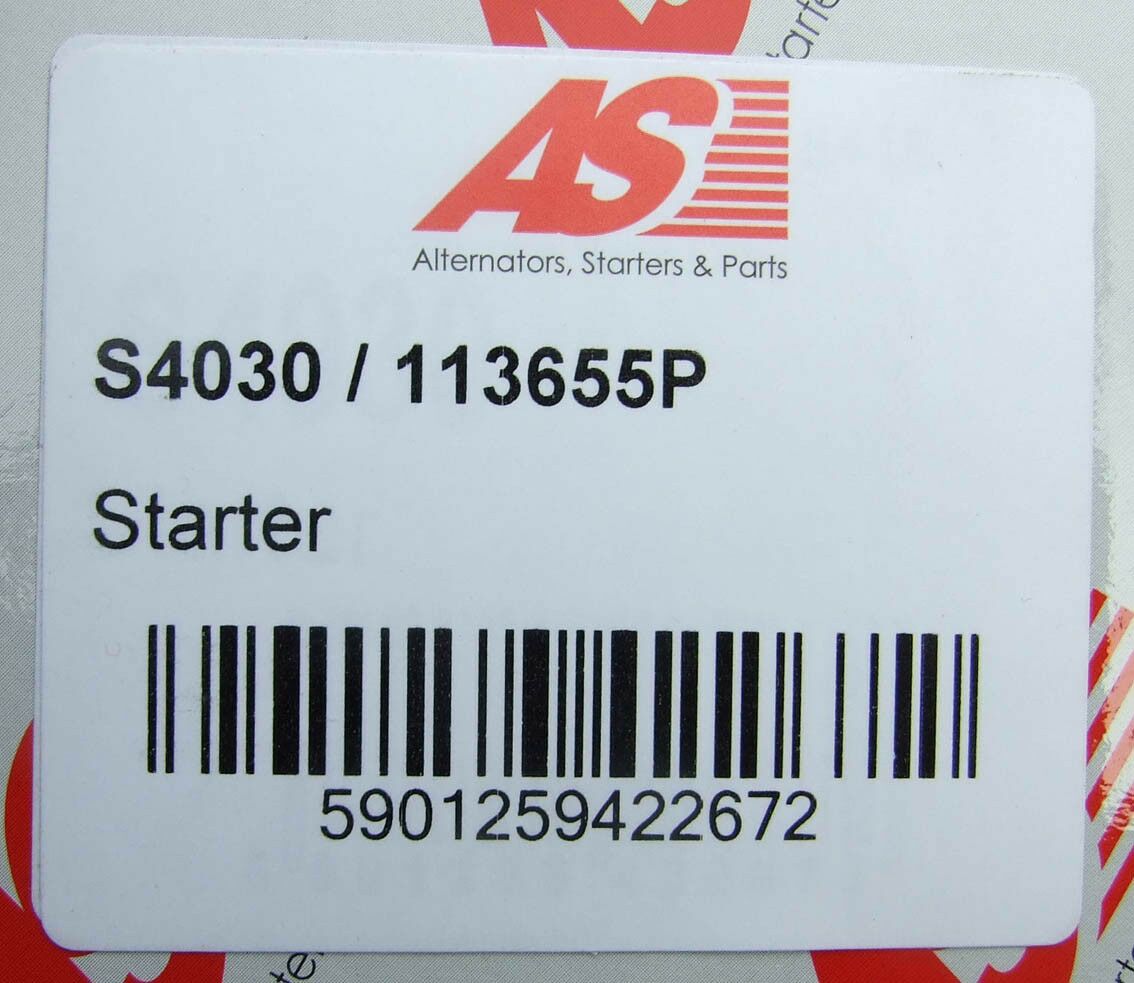 AS
Alternators, Starters & Parts
S4030 / 113655P
Starter
5901259422672